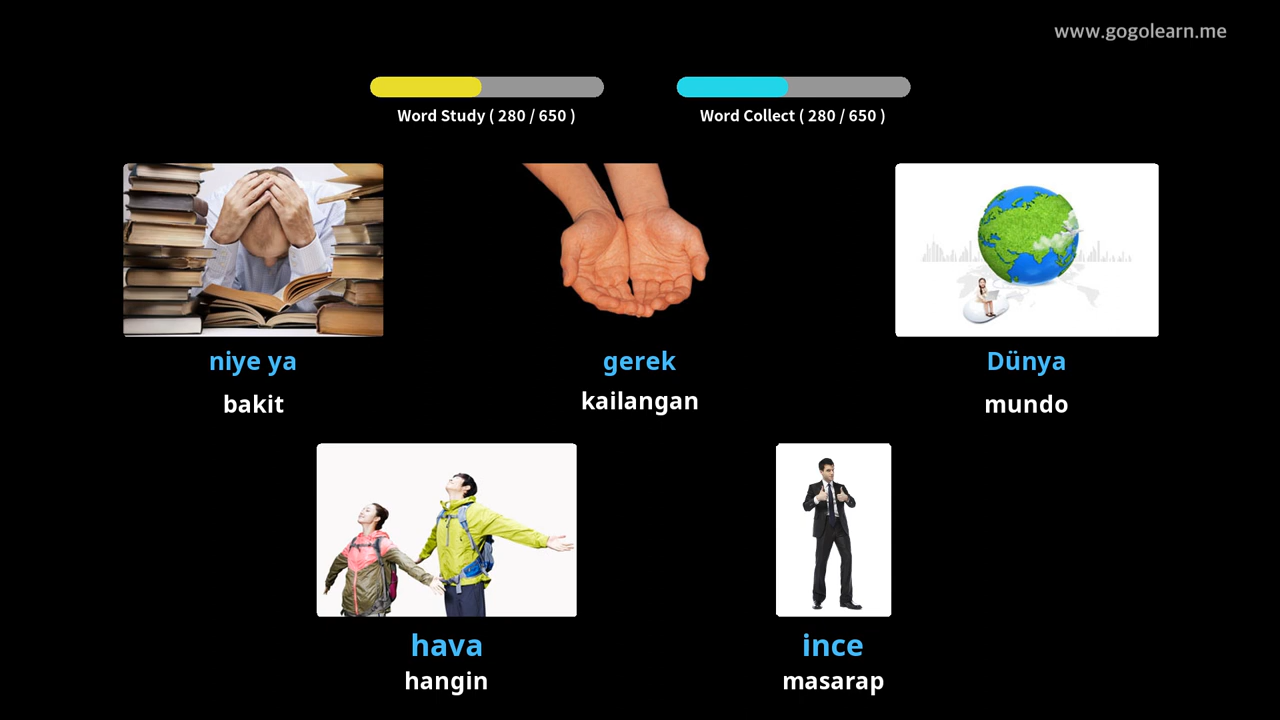 www.gogolearn.me
Word Study ( 280 / 650 )
Word Collect ( 280 / 650 )
niye ya
bakit
gerek
kailangan
Dünya
mundo
hava
hangin
ince
masarap